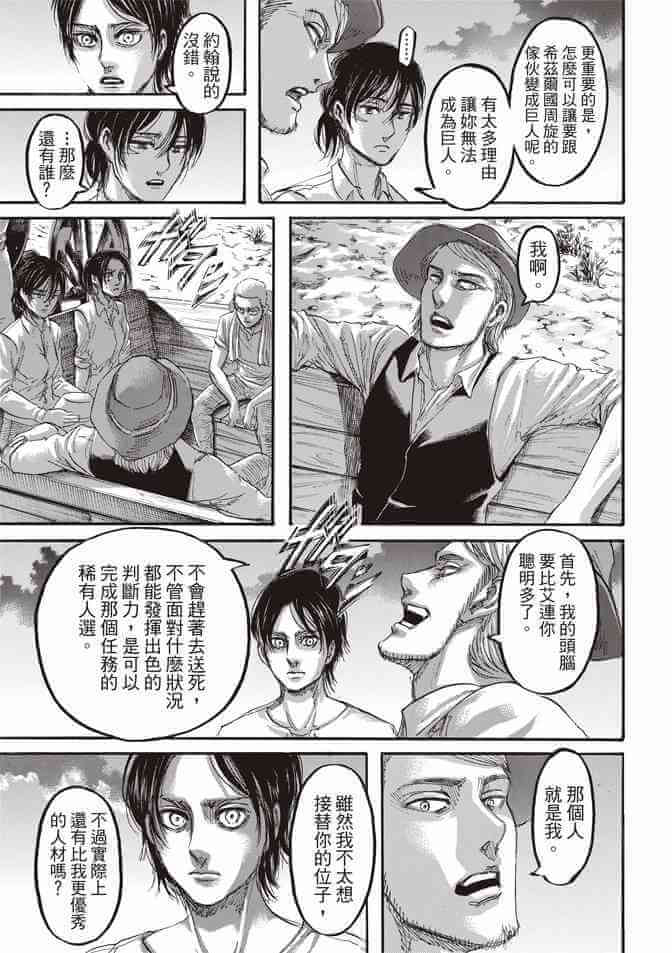 更重要的是，
怎麼可以讓要跟
希茲爾國周旋的
傢伙變成巨人呢。
有太多理由
讓妳無法
成為巨人。
……
約翰說的
沒錯。
…那麼
還有誰？
我啊。
首先，我的頭腦
要比艾連你
聰明多了。
不會趕著去送死，
不管面對什麼狀況
都能發揮出色的
判斷力，是可以
完成那個任務的
稀有人選。
那個人
就是我。
雖然我不太想
接替你的位子，
不過實際上
還有比我更優秀
的人材嗎？